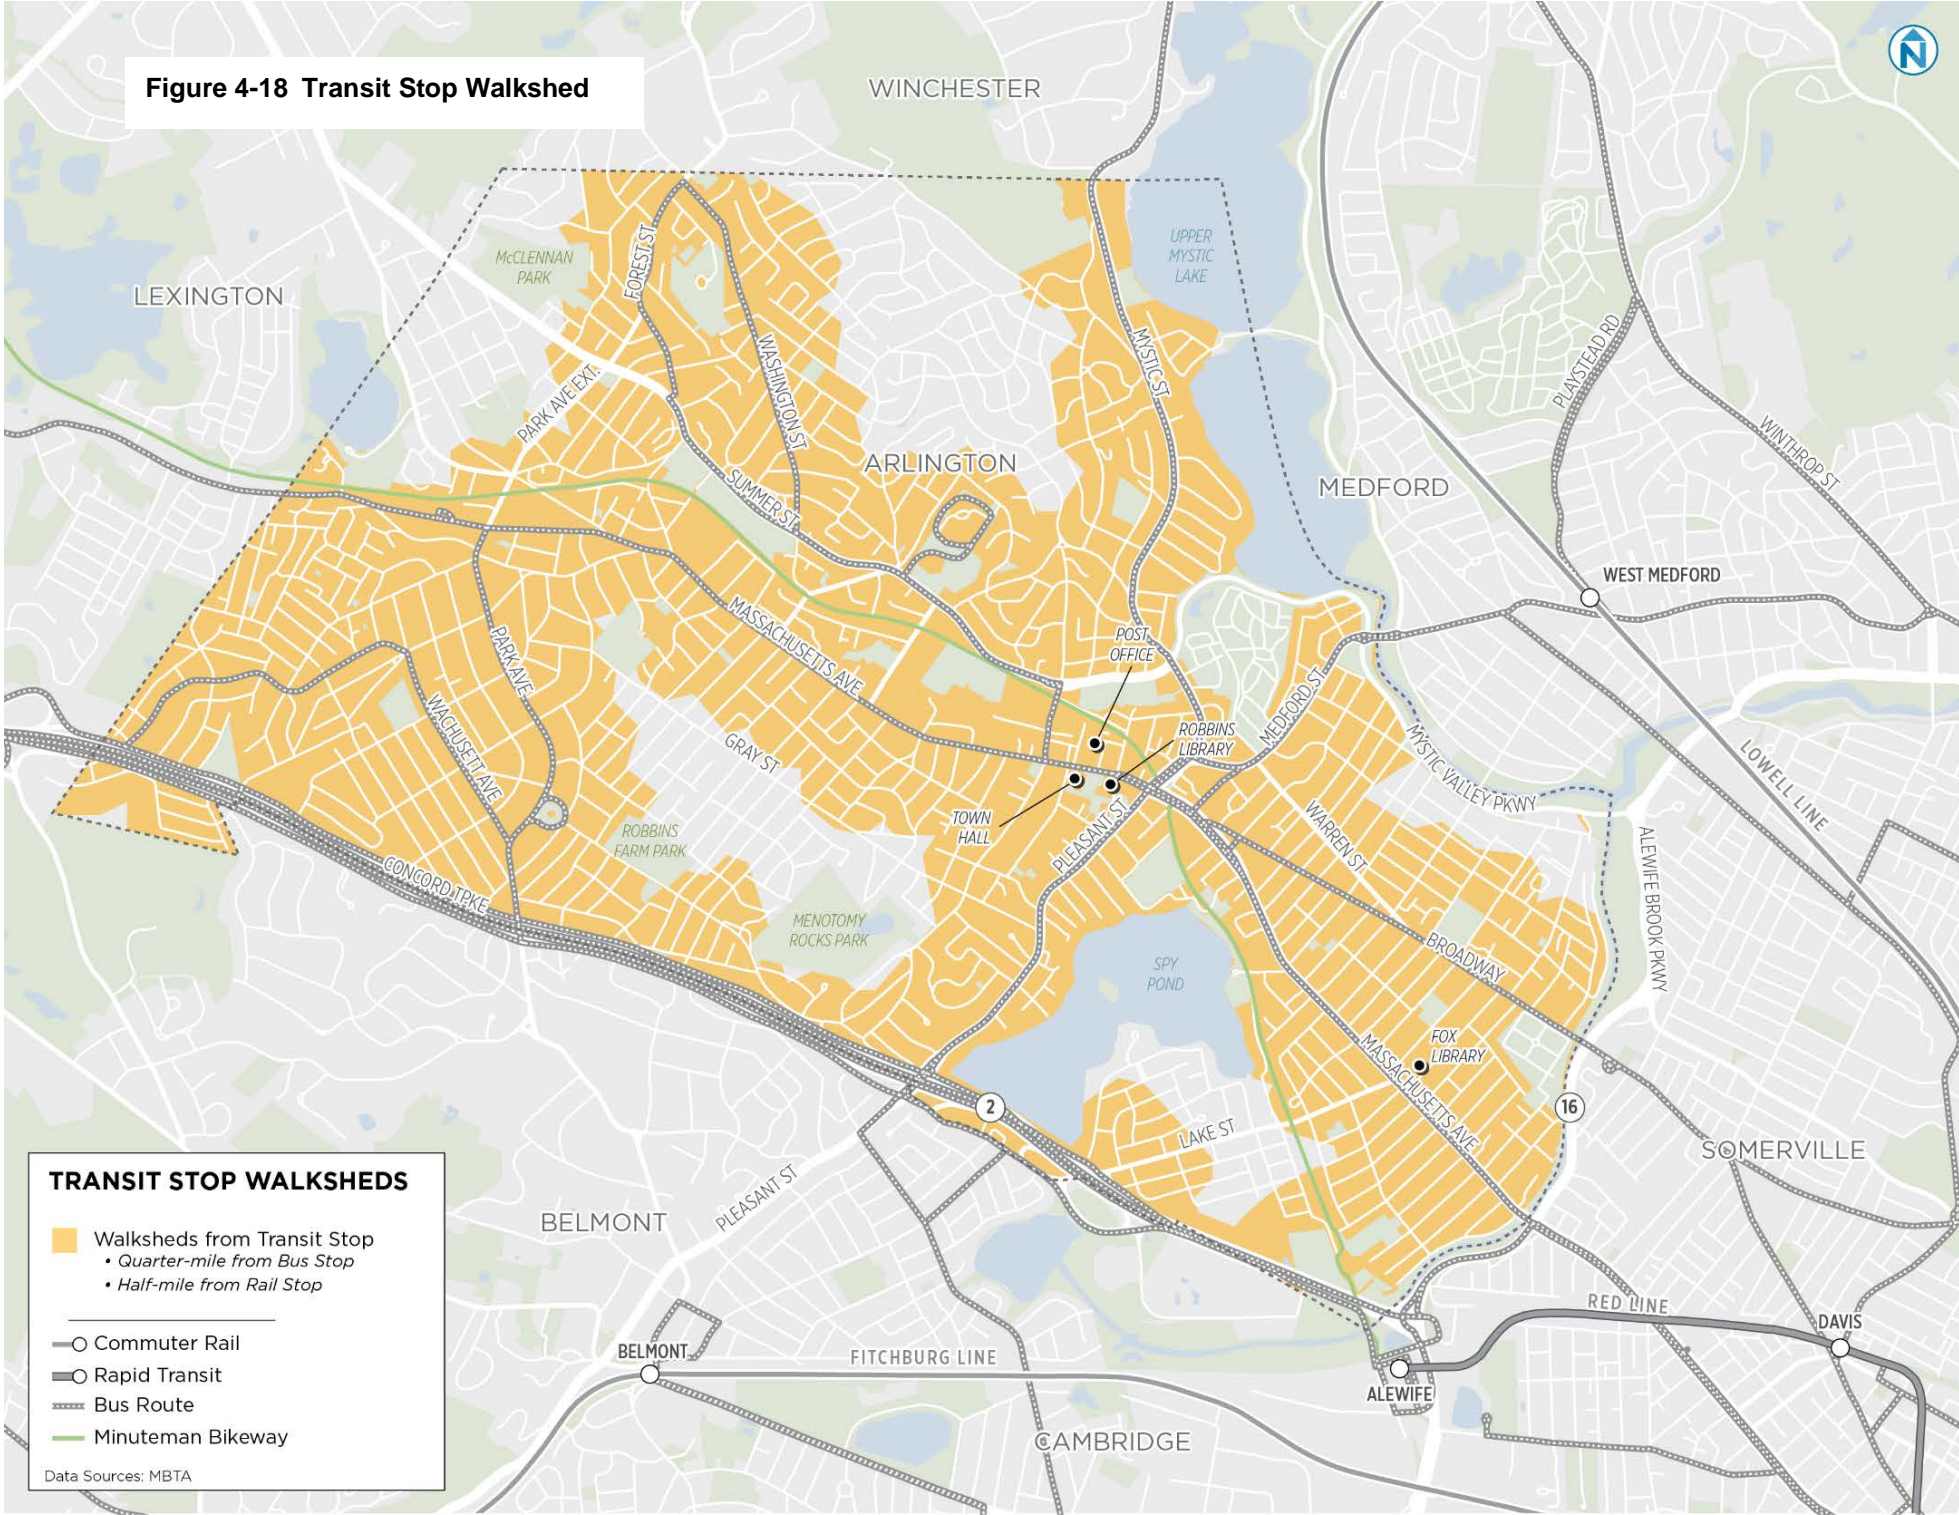 Figure 4-18  Transit Stop Walkshed
N
WINCHESTER
McCLENNAN
PARK
FOREST ST
UPPER
MYSTIC
LAKE
LEXINGTON
WASHINGTON ST
MYSTIC ST
PLAYSTEAD RD
PARK AVE EXT.
WINTHROP ST
ARLINGTON
MEDFORD
SUMMER ST
WEST MEDFORD
MASSACHUSETTS AVE
POST
OFFICE
PARK AVE
WACHUSETT AVE
MEDFORD ST
ROBBINS
LIBRARY
GRAY ST
MYSTIC VALLEY PKWY
LOWELL LINE
TOWN
HALL
PLEASANT ST
WARREN ST
ROBBINS
FARM PARK
ALEWIFE BROOK PKWY
CONCORD TPKE
MENOTOMY
ROCKS PARK
BROADWAY
SPY
POND
FOX
LIBRARY
MASSACHUSETTS AVE
2
16
LAKE ST
SOMERVILLE
PLEASANT ST
BELMONT
TRANSIT STOP WALKSHEDS
Walksheds from Transit Stop
• Quarter-mile from Bus Stop
• Half-mile from Rail Stop
Commuter Rail
Rapid Transit
Bus Route
Minuteman Bikeway
Data Sources: MBTA
RED LINE
DAVIS
BELMONT
FITCHBURG LINE
ALEWIFE
CAMBRIDGE